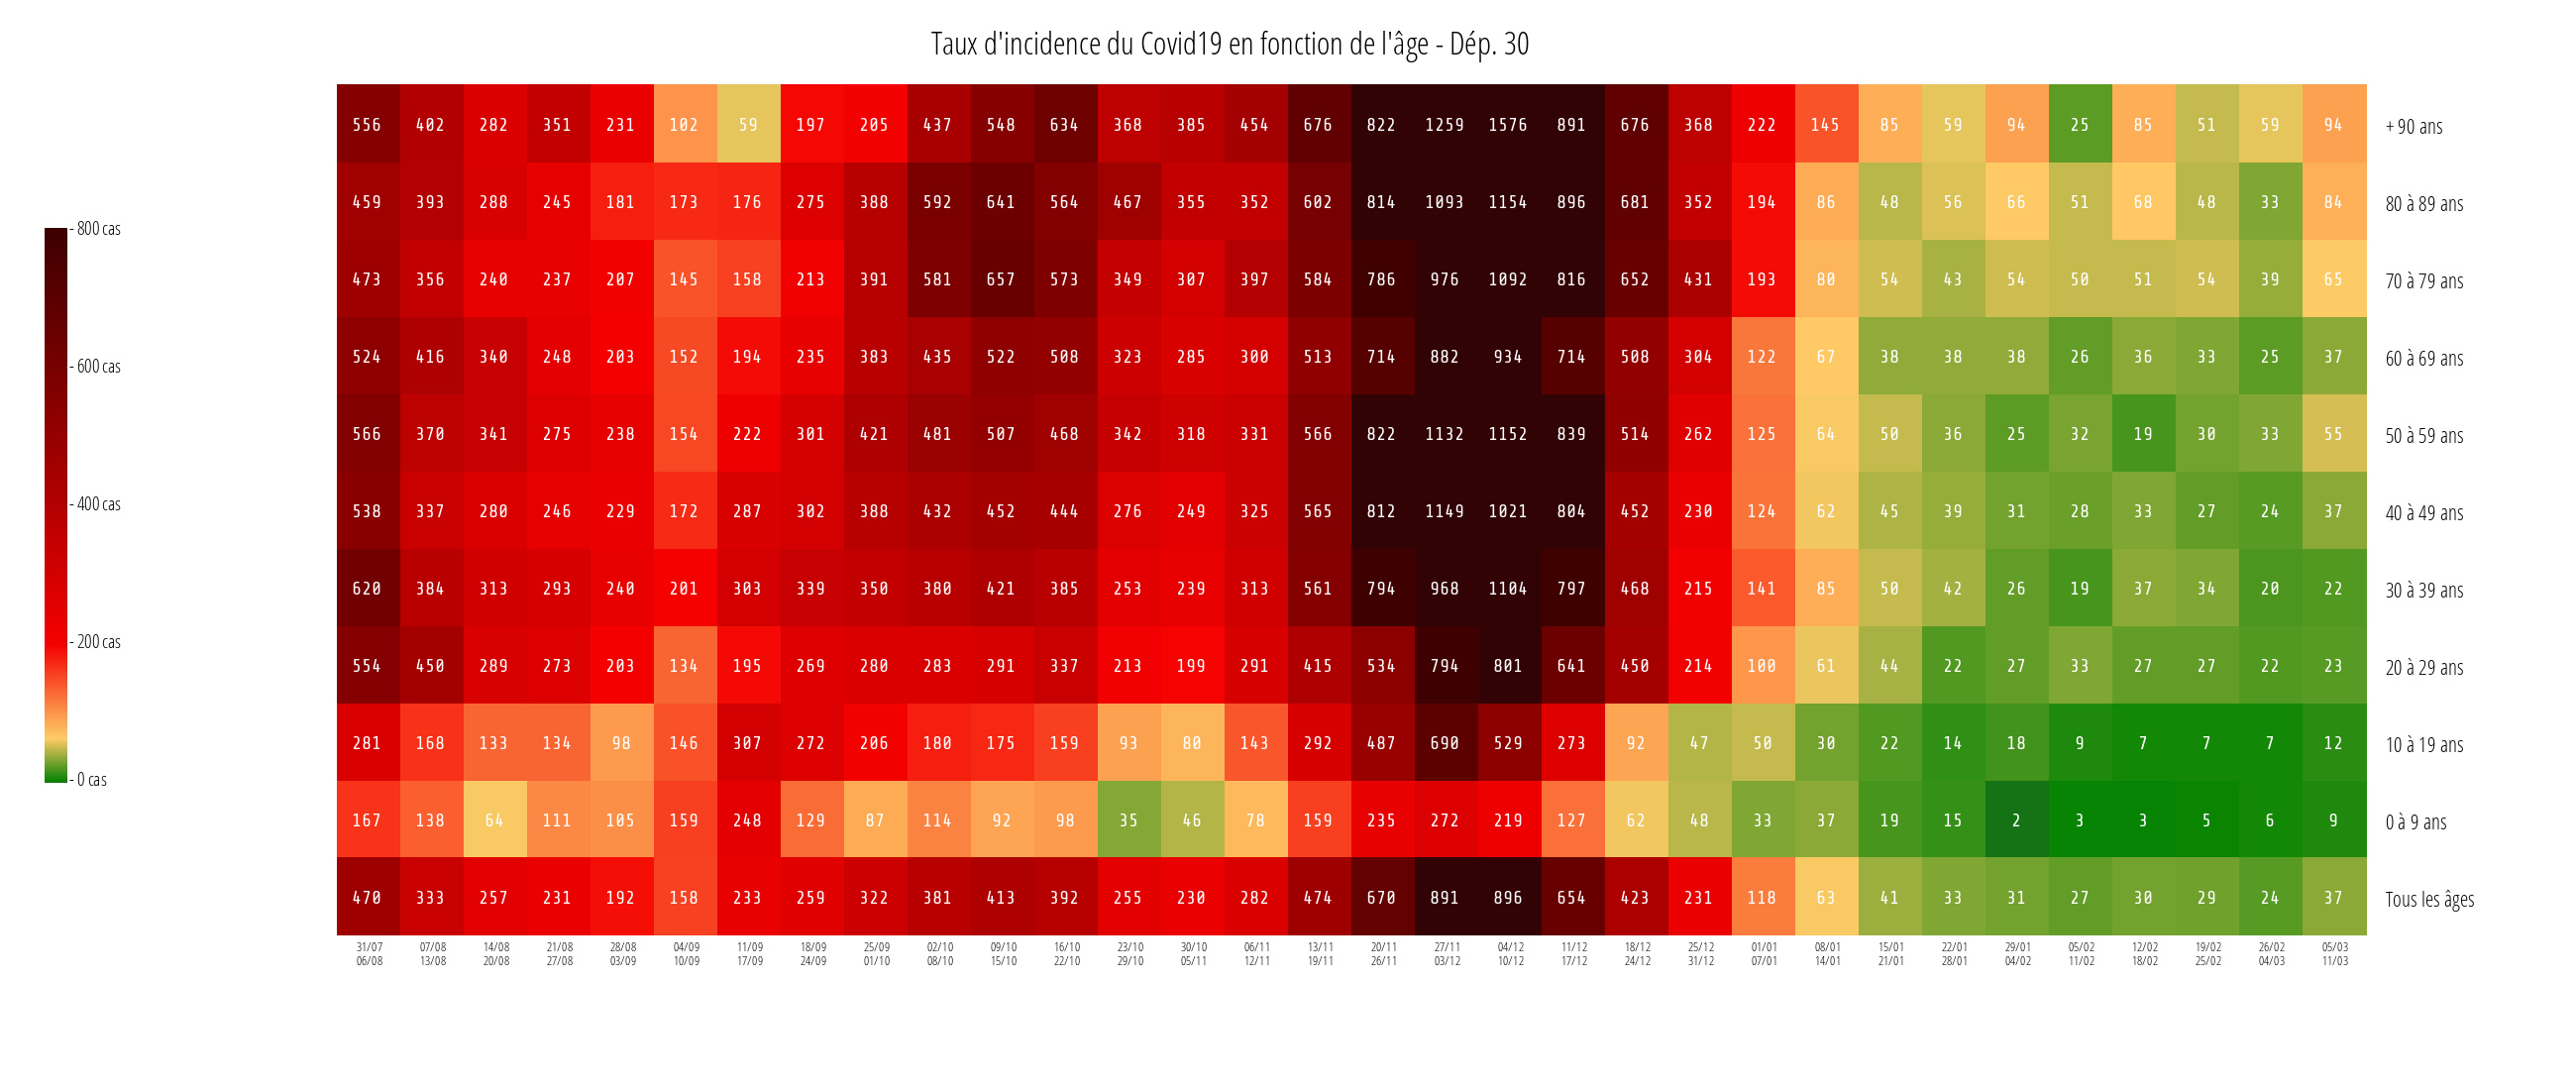 Taux d'incidence du Covid19 en fonction de l'âge - Dép. 30
- 800 cas
- 600 cas
- 400 cas
- 200 cas
- 0 cas
556 402 282 351 231 102 59 197 205 437 548 634 368 385 454 676 822 1259 1576 891 676 368 222 145 85 59 94 25 85 51 59 94 + 90 ans
459 393 288 245 181 173 176 275 388 592 641 564 467 355 352 602 814 1093 1154 896 681 352 194 86 48 56 66 51 68 48 33 84 80 à 89 ans
473 356 240 237 207 145 158 213 391 581 657 573 349 307 397 584 786 976 1092 816 652 431 193 80 54 43 54 50 51 54 39 65 70 à 79 ans
524 416 340 248 203 152 194 235 383 435 522 508 323 285 300 513 714 882 934 714 508 304 122 67 38 38 38 26 36 33 25 37 60 à 69 ans
566 370 341 275 238 154 222 301 421 481 507 468 342 318 331 566 822 1132 1152 839 514 262 125 64 50 36 25 32 19 30 33 55 50 à 59 ans
538 337 280 246 229 172 287 302 388 432 452 444 276 249 325 565 812 1149 1021 804 452 230 124 62 45 39 31 28 33 27 24 37 40 à 49 ans
620 384 313 293 240 201 303 339 350 380 421 385 253 239 313 561 794 968 1104 797 468 215 141 85 50 42 26 19 37 34 20 22 30 à 39 ans
554 450 289 273 203 134 195 269 280 283 291 337 213 199 291 415 534 794 801 641 450 214 100 61 44 22 27 33 27 27 22 23 20 à 29 ans
281 168 133 134 98 146 307 272 206 180 175 159 93 80 143 292 487 690 529 273 92 47 50 30 22 14 18 9 7 7 7 12 10 à 19 ans
167 138 64 111 105 159 248 129 87 114 92 98 35 46 78 159 235 272 219 127 62 48 33 37 19 15 2 3 3 5 6 9 0 à 9 ans
470 333 257 231 192 158 233 259 322 381 413 392 255 230 282 474 670 891 896 654 423 231 118 63 41 33 31 27 30 29 24 37 Tous les âges
31/07 07/08 14/08 21/08 28/08 04/09 11/09 18/09 25/09 02/10 09/10 16/10 23/10 30/10 06/11 13/11 20/11 27/11 04/12 11/12 18/12 25/12 01/01 08/01 15/01 22/01 29/01 05/02 12/02 19/02 26/02 05/03
06/08 13/08 20/08 27/08 03/09 10/09 17/09 24/09 01/10 08/10 15/10 22/10 29/10 05/11 12/11 19/11 26/11 03/12 10/12 17/12 24/12 31/12 07/01 14/01 21/01 28/01 04/02 11/02 18/02 25/02 04/03 11/03